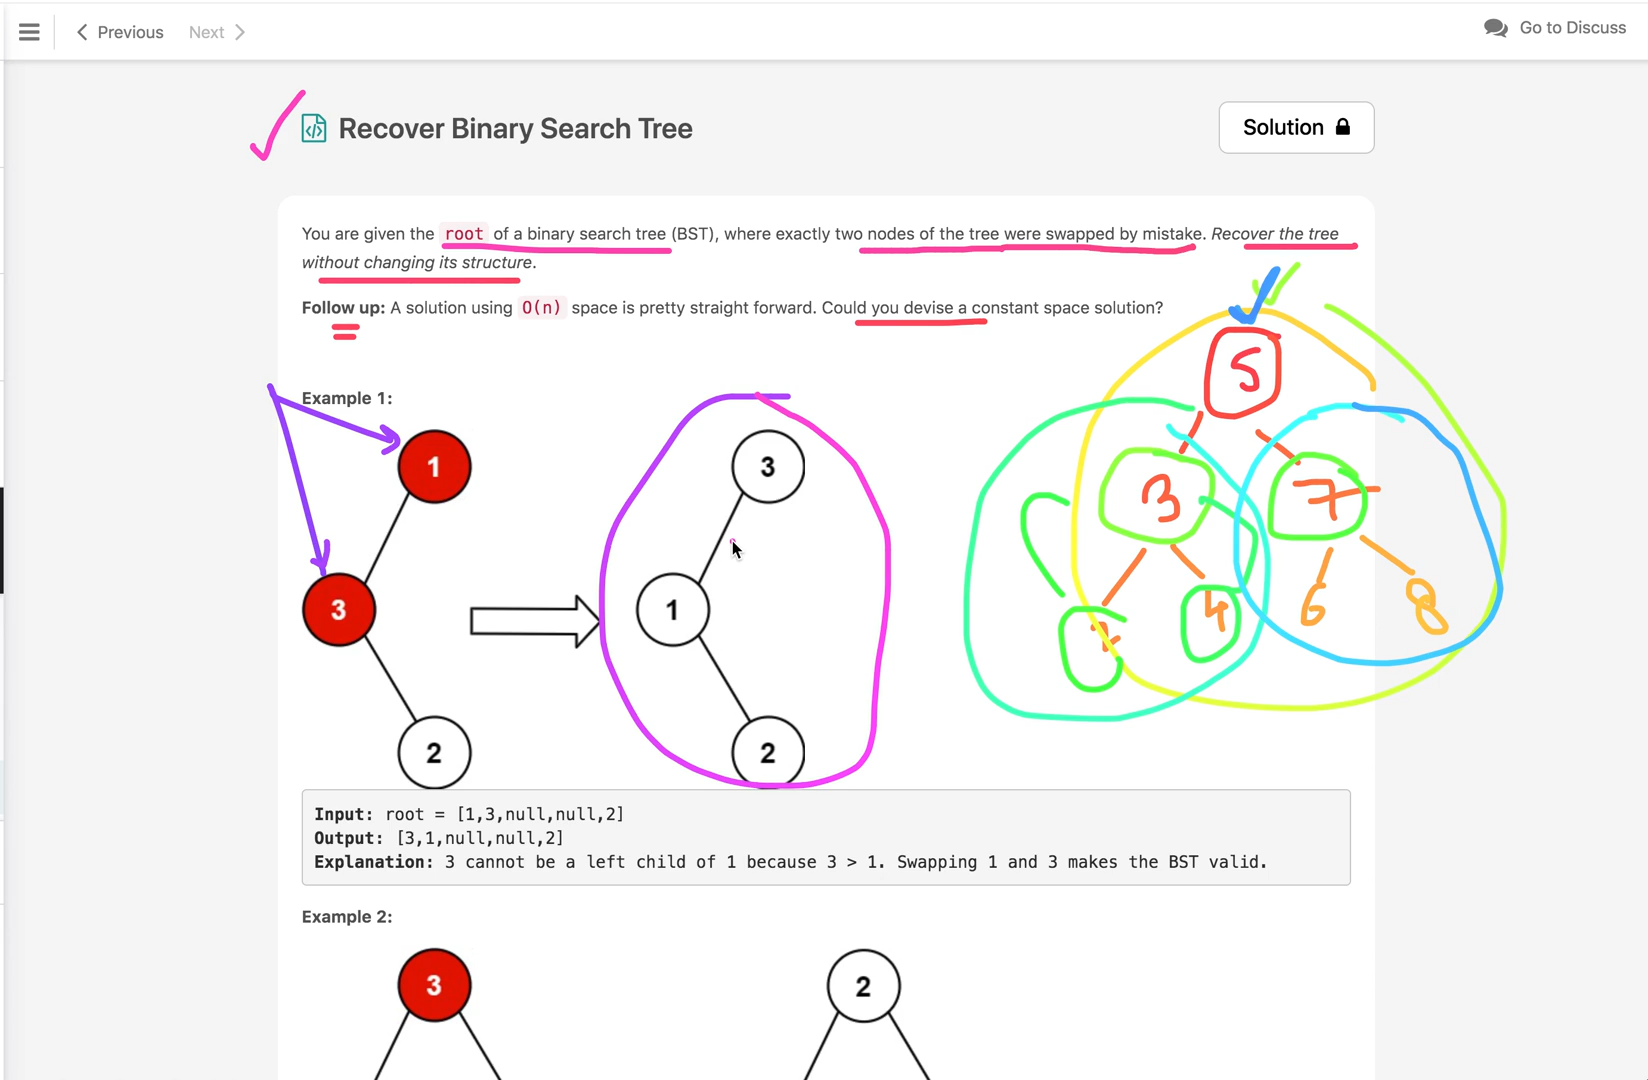 Previous Next Go to Discuss
Recover Binary Search Tree
Solution
You are given the root of a binary search tree (BST), where exactly two nodes of the tree were swapped by mistake. Recover the tree
without changing its structure.
Follow up: A solution using O(n) space is pretty straight forward. Could you devise a constant space solution?
Example 1:
1
3
2
3
1
2
5
3 7
4 6 8
Input: root = [1,3,null,null,2]
Output: [3,1,null,null,2]
Explanation: 3 cannot be a left child of 1 because 3 > 1. Swapping 1 and 3 makes the BST valid.
Example 2:
3
2